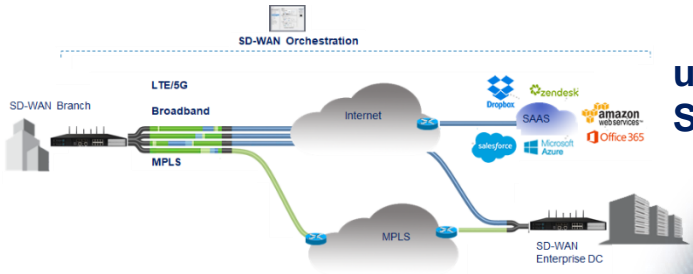 SD-WAN Orchestration
LTE/5G
SD-WAN Branch
Broadband
MPLS
Internet
Dropbox
zendesk
SAAS
amazon
web services™
salesforce
Microsoft
Azure
Office 365
u
S
MPLS
SD-WAN
Enterprise DC